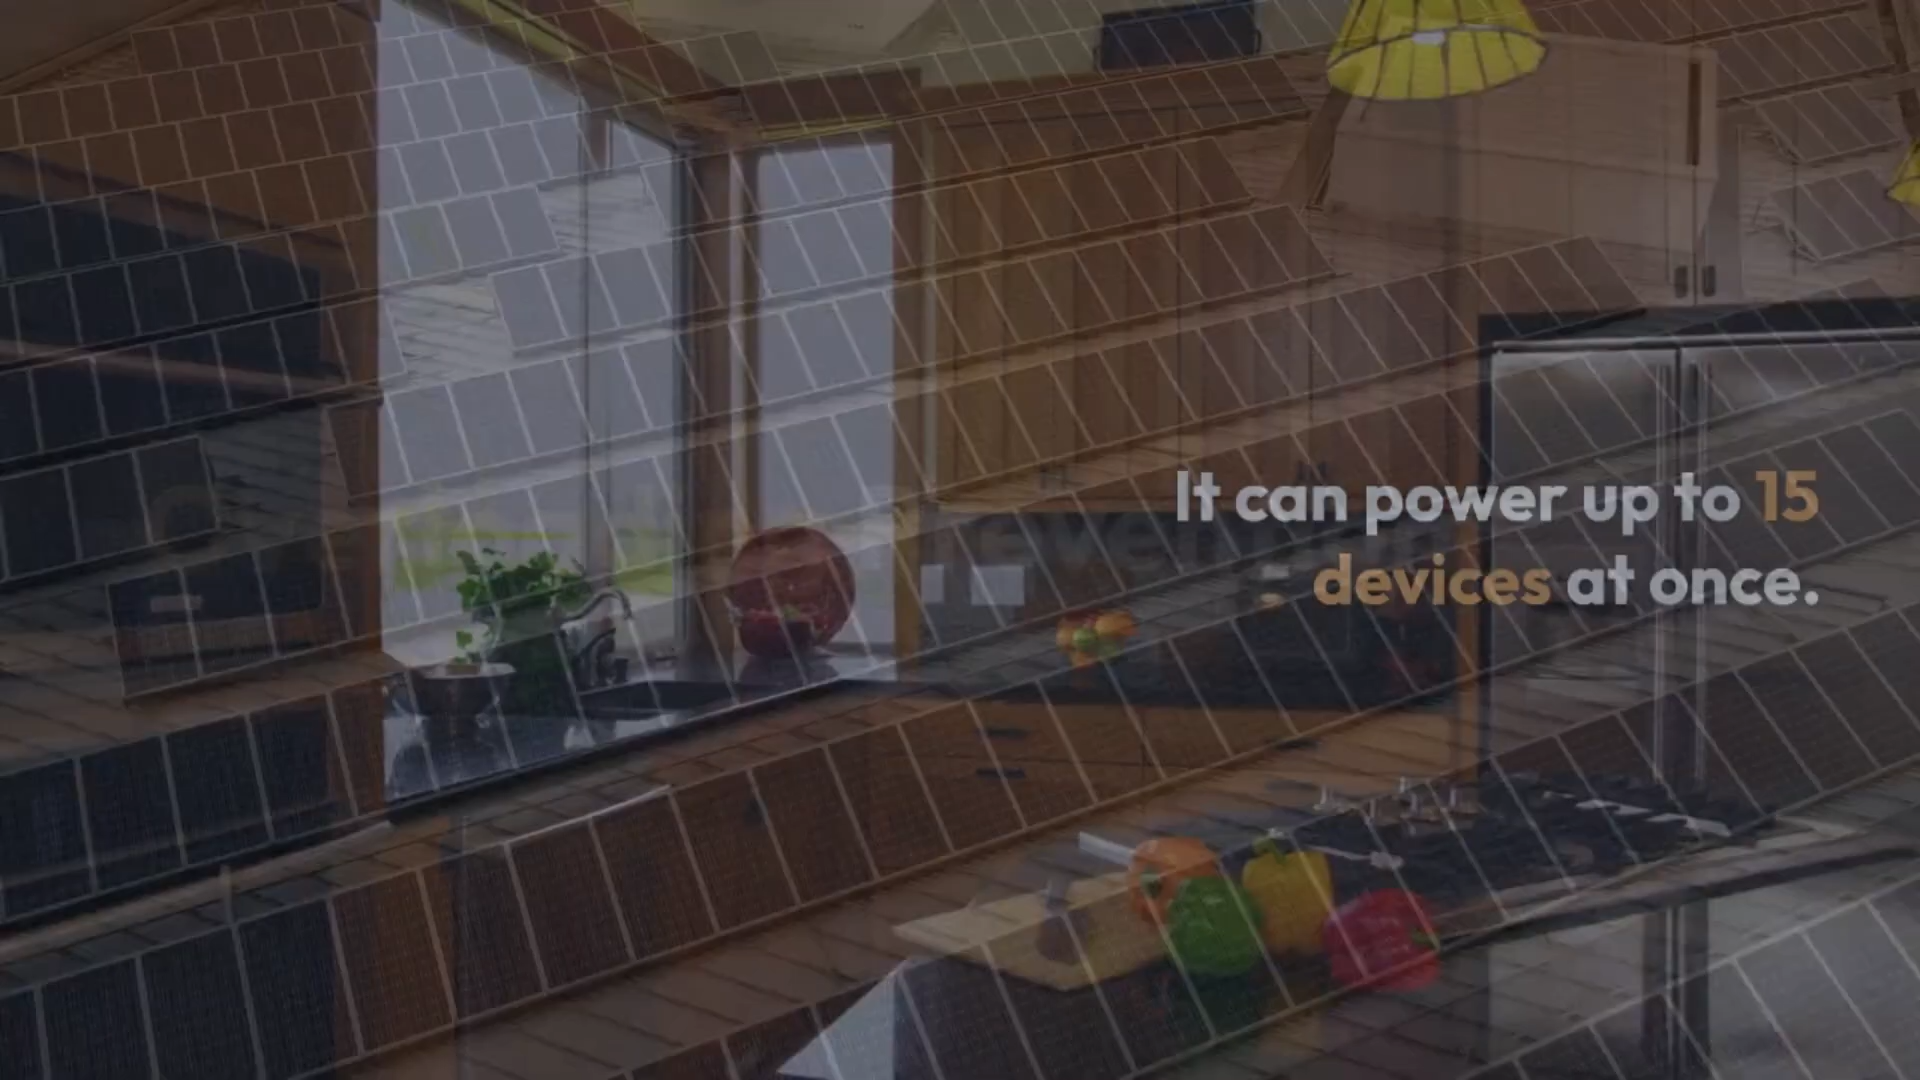 It can power up to 15
devices at once.